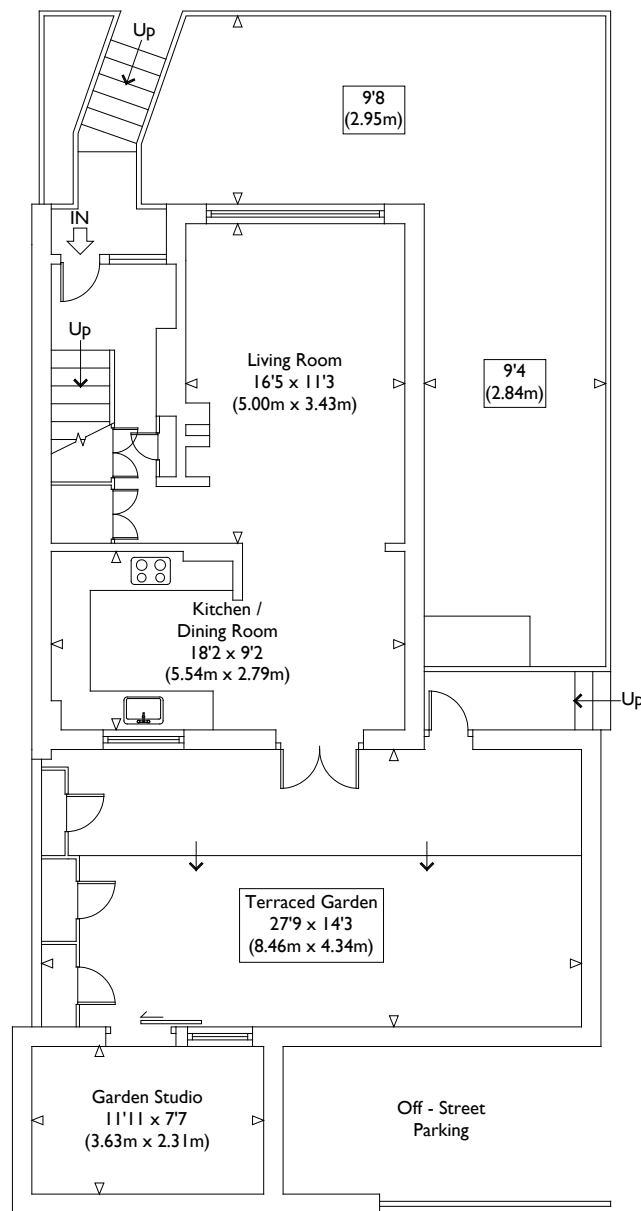 Up
9'8
(2.95m)
IN
Up
Living Room
16'5 x 11'3
(5.00m x 3.43m)
9'4
(2.84m)
Kitchen /
Dining Room
18'2 x 9'2
(5.54m x 2.79m)
Up
Terraced Garden
27'9 x 14'3
(8.46m x 4.34m)
Garden Studio
11'11 x 7'7
(3.63m x 2.31m)
Off - Street
Parking